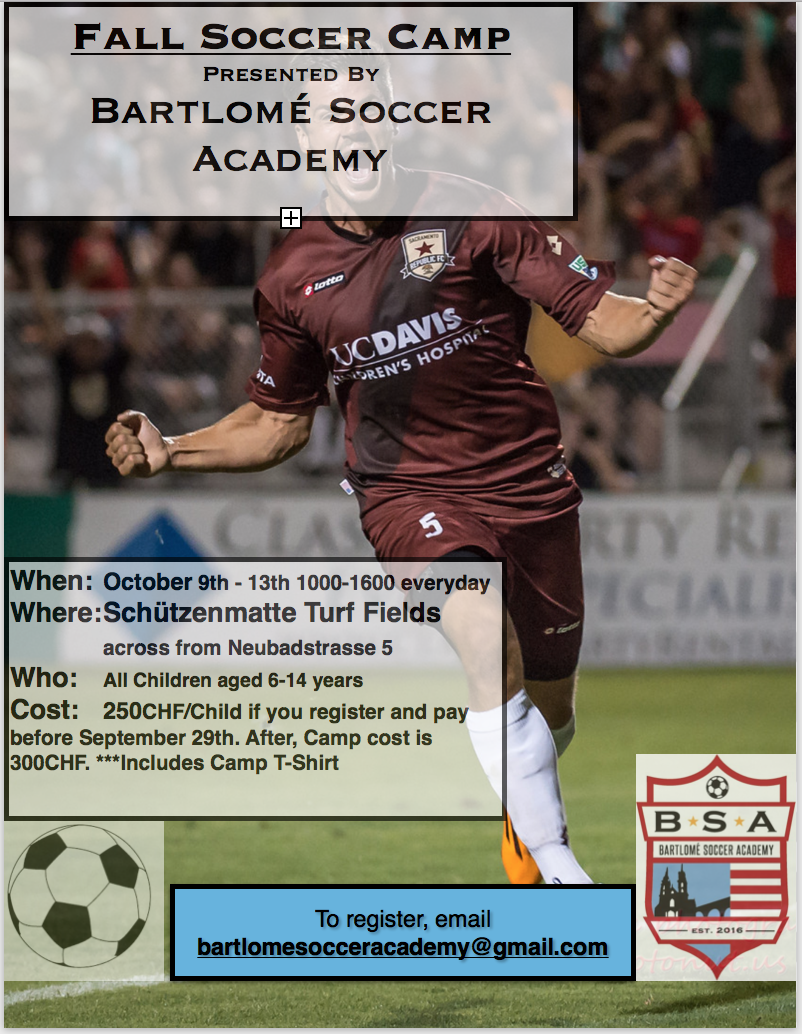 Fall Soccer Camp
Presented By
Bartlomé Soccer
Academy
SACRAMENTO
REPUBLIC FC
lotto
UCDAVIS
CHILDREN'S HOSPITAL
5
When: October 9th - 13th 1000-1600 everyday
Where: Schützenmatte Turf Fields
across from Neubadstrasse 5
Who: All Children aged 6-14 years
Cost: 250CHF/Child if you register and pay
before September 29th. After, Camp cost is
300CHF. ***Includes Camp T-Shirt
B★S★A
BARTLOMÉ SOCCER ACADEMY
EST. 2016
To register, email
bartlomesocceracademy@gmail.com